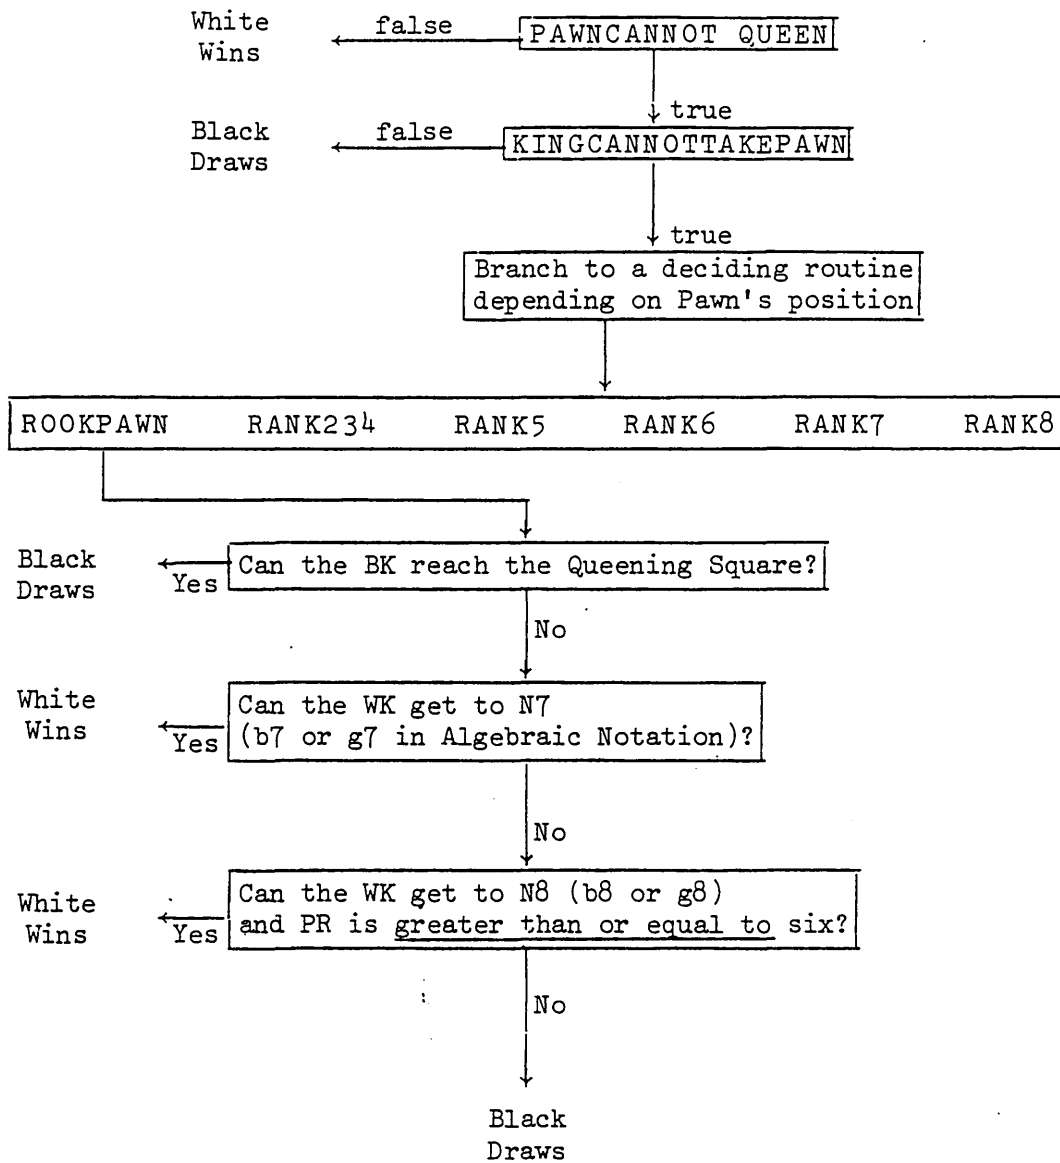 White
Wins
false
PAWNCANNOT QUEEN
true
Black
Draws
false
KINGCANNOTTAKEPAWN
true
Branch to a deciding routine
depending on Pawn's position
ROOKPAWN RANK234 RANK5 RANK6 RANK7 RANK8
Black
Draws
Yes
Can the BK reach the Queening Square?
No
White
Wins
Yes
Can the WK get to N7
(b7 or g7 in Algebraic Notation)?
No
White
Wins
Yes
Can the WK get to N8 (b8 or g8)
and PR is greater than or equal to six?
No
Black
Draws